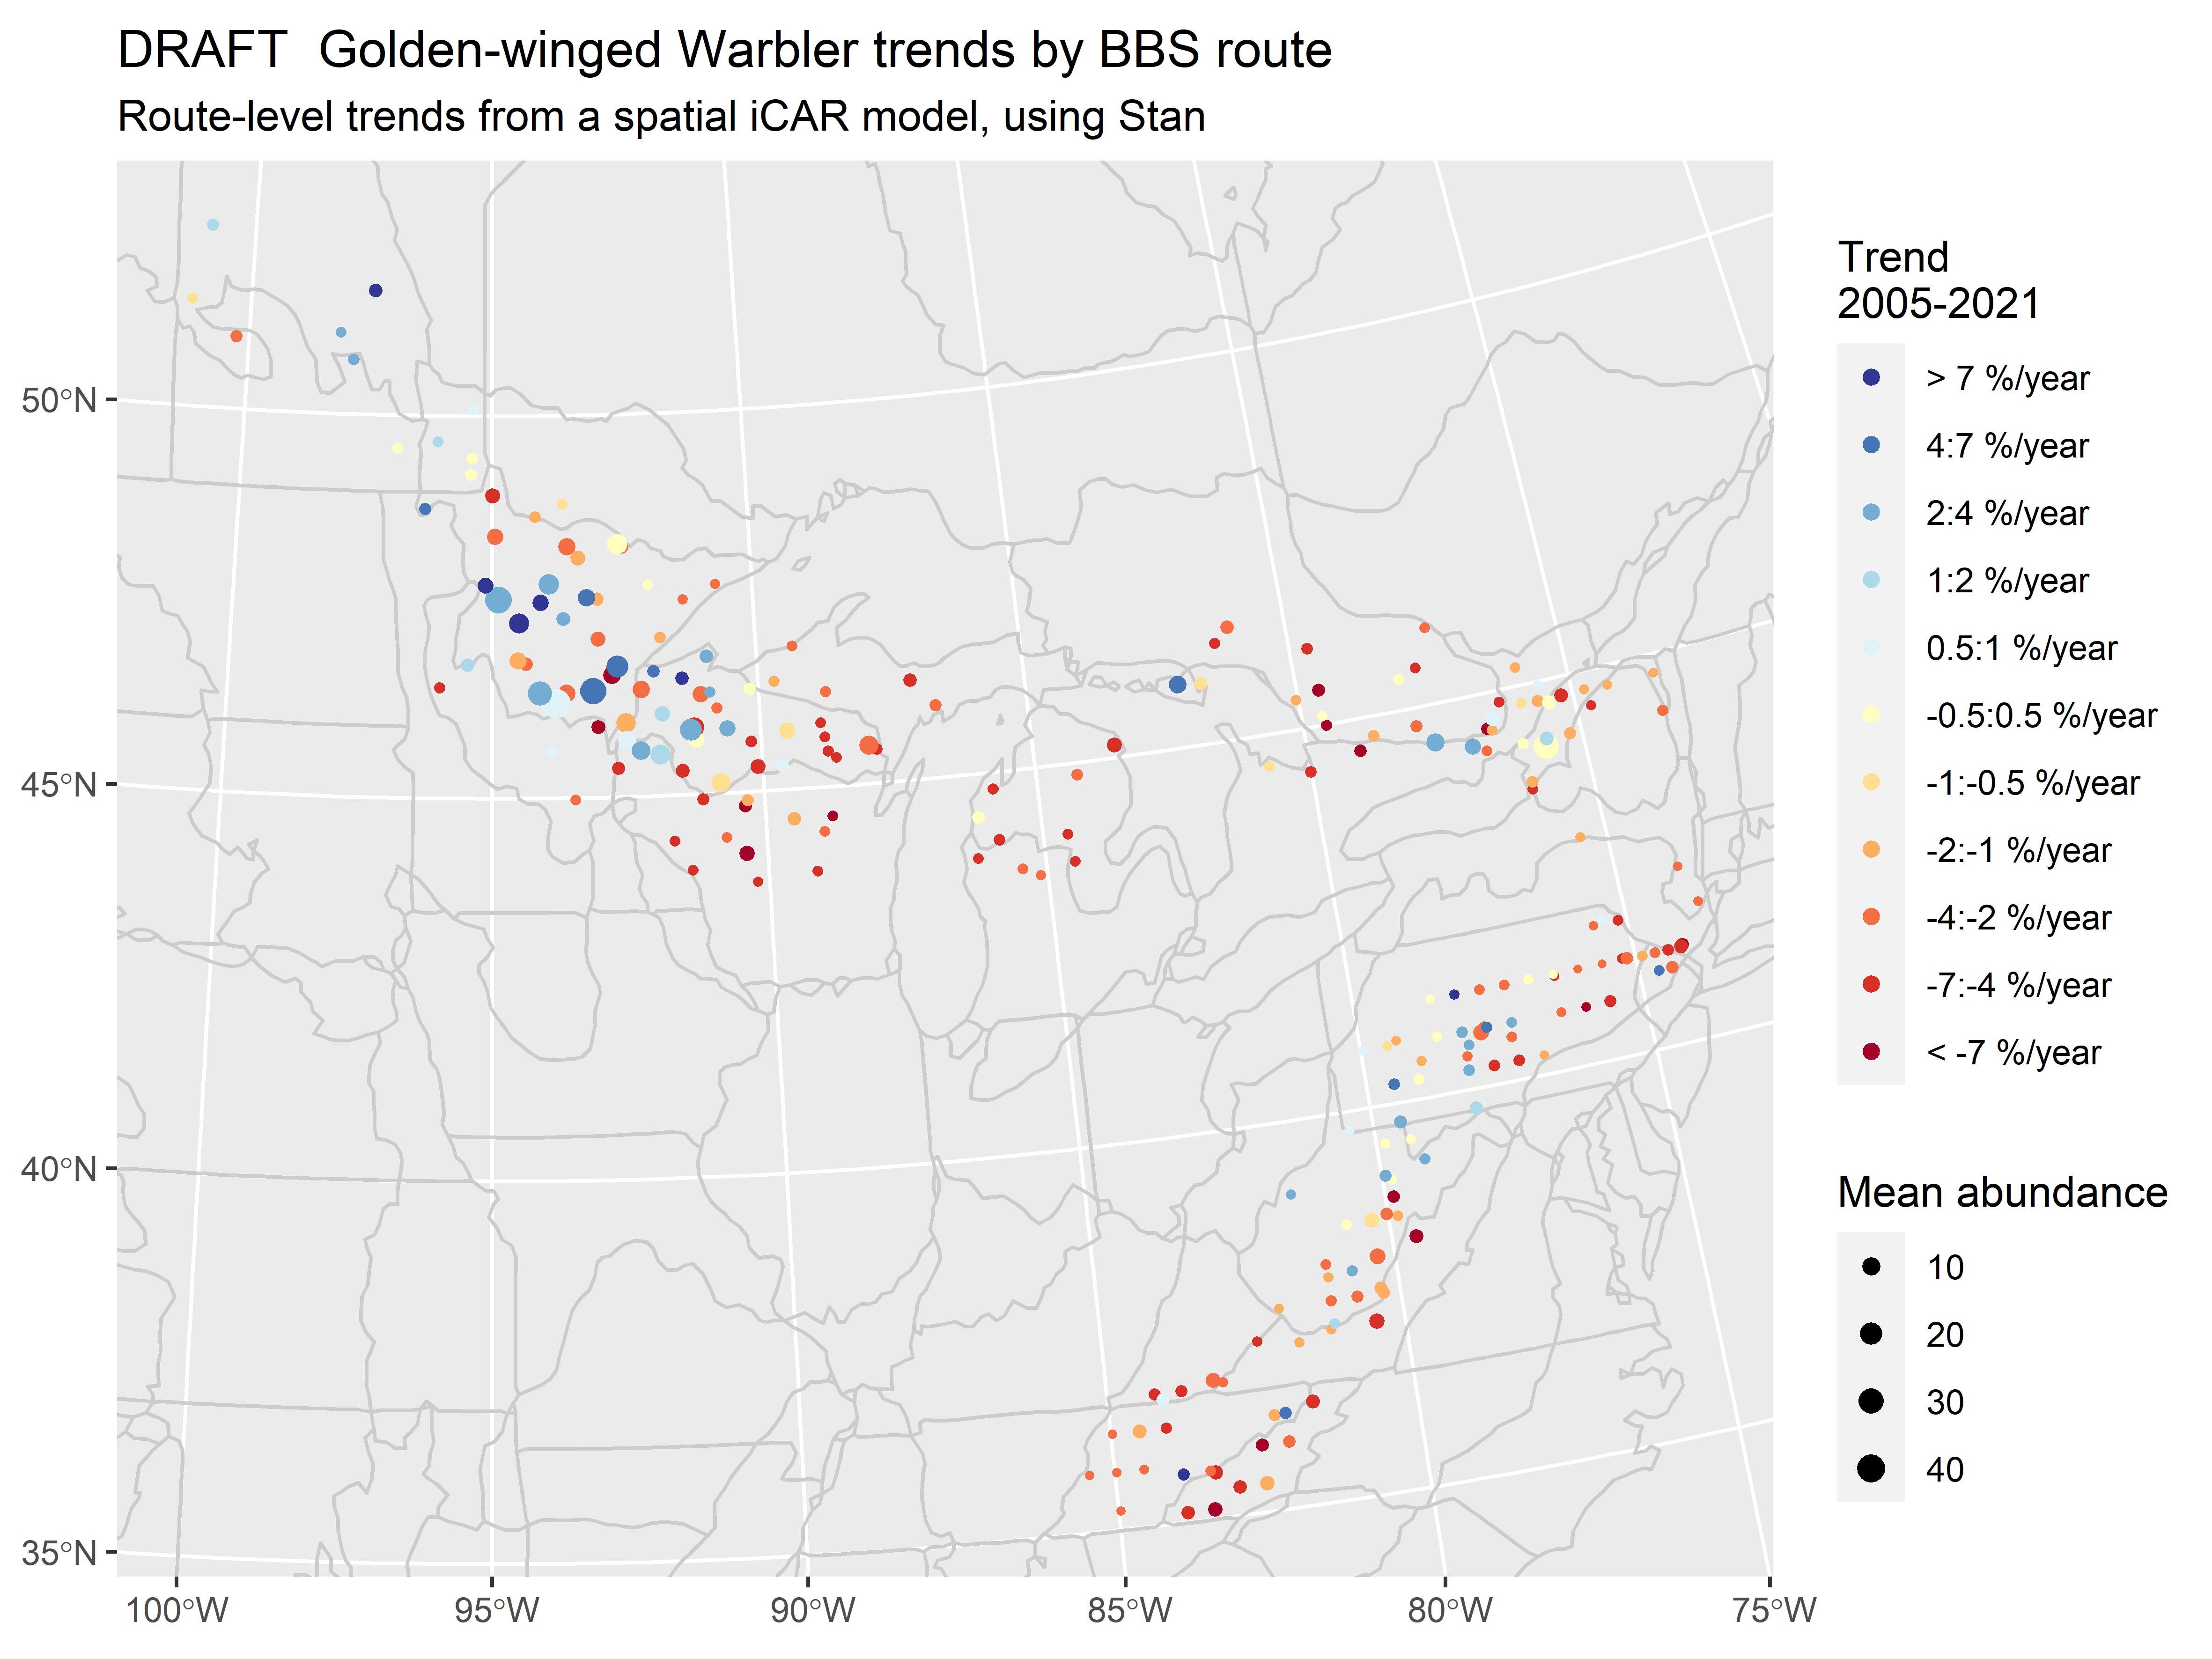 DRAFT  Golden-winged Warbler trends by BBS route
Route-level trends from a spatial iCAR model, using Stan
50°N
45°N
40°N
35°N
100°W
95°W
90°W
85°W
80°W
75°W
Trend
2005-2021
> 7 %/year
4:7 %/year
2:4 %/year
1:2 %/year
0.5:1 %/year
-0.5:0.5 %/year
-1:-0.5 %/year
-2:-1 %/year
-4:-2 %/year
-7:-4 %/year
< -7 %/year
Mean abundance
10
20
30
40